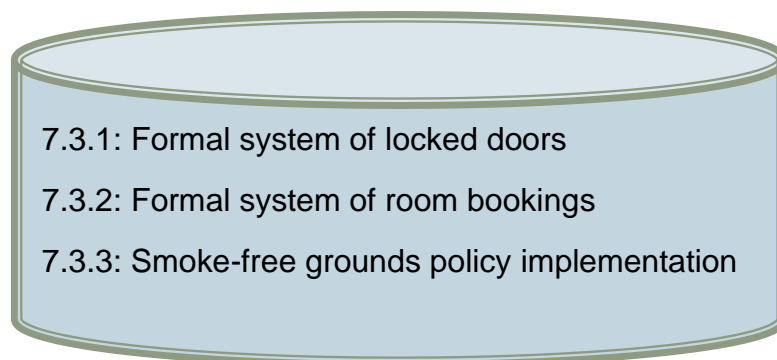 7.3.1: Formal system of locked doors
7.3.2: Formal system of room bookings
7.3.3: Smoke-free grounds policy implementation